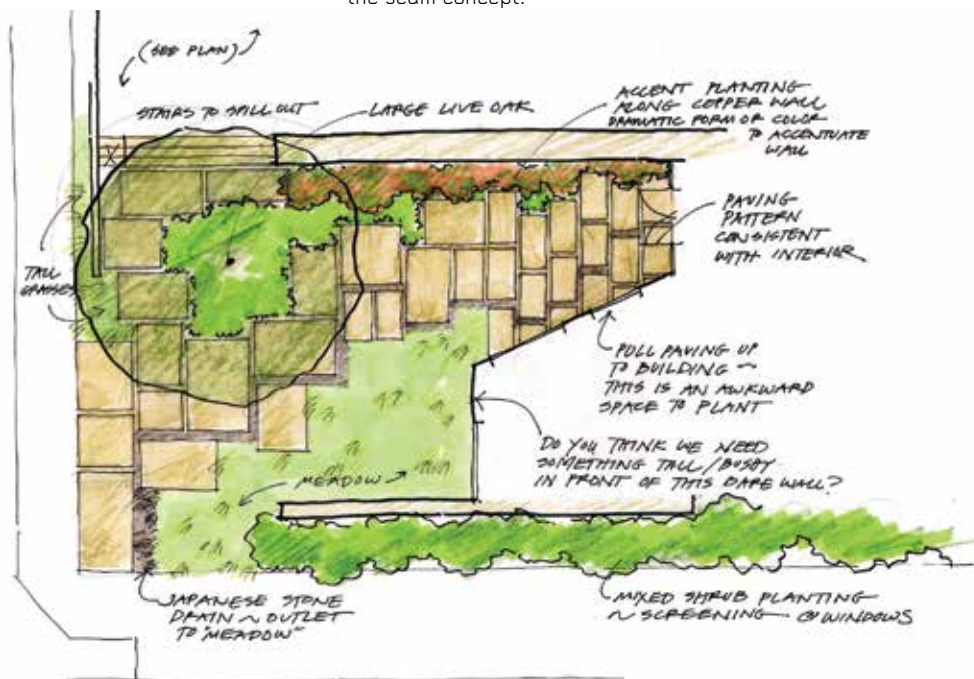 the seam concept.
(SEE PLAN)
STAIRS TO SPILL OUT
LARGE LIVE OAK
ACCENT PLANTING
ALONG COPPER WALL
DRAMATIC FORM OR COLOR
TO ACCENTUATE
WALL
PAVING
PATTERN
CONSISTENT
WITH INTERIOR
TALL
GRASSES
PULL PAVING UP
TO BUILDING ~
THIS IS AN AWKWARD
SPACE TO PLANT
DO YOU THINK WE NEED
SOMETHING TALL/BUSHY
IN FRONT OF THIS BARE WALL?
MEADOW
JAPANESE STONE
DRAIN ~ OUTLET
TO "MEADOW"
MIXED SHRUB PLANTING
~ SCREENING @ WINDOWS